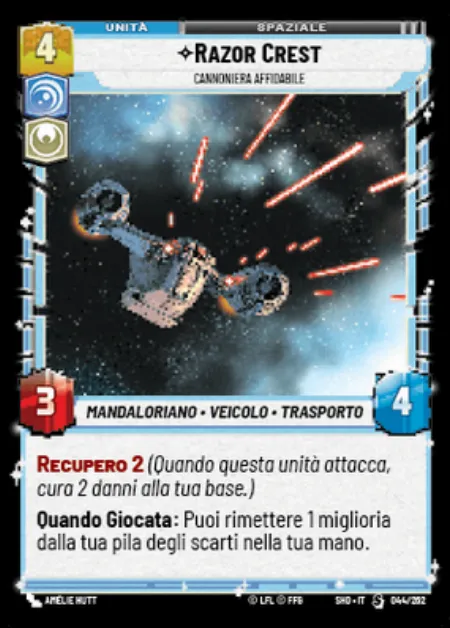 UNITÀ
SPAZIALE
4
✧RAZOR CREST
CANNONIERA AFFIDABILE
3
MANDALORIANO • VEICOLO • TRASPORTO
4
RECUPERO 2 (Quando questa unità attacca,
cura 2 danni alla tua base.)
Quando Giocata: Puoi rimettere 1 miglioria
dalla tua pila degli scarti nella tua mano.
AMÉLIE HUTT
© LFL © FFG
SHD • IT
044/262